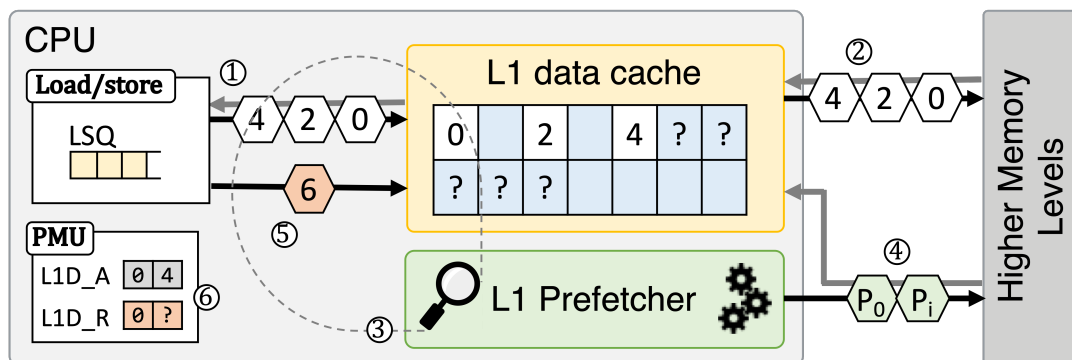 CPU
Load/store
LSQ
①
4 2 0
6
⑤
PMU
L1D_A 0 4
L1D_R 0 ?
⑥
③
L1 data cache
0 2 4 ? ?
? ? ?
L1 Prefetcher
②
4 2 0
④
P0 Pi
Higher Memory
Levels